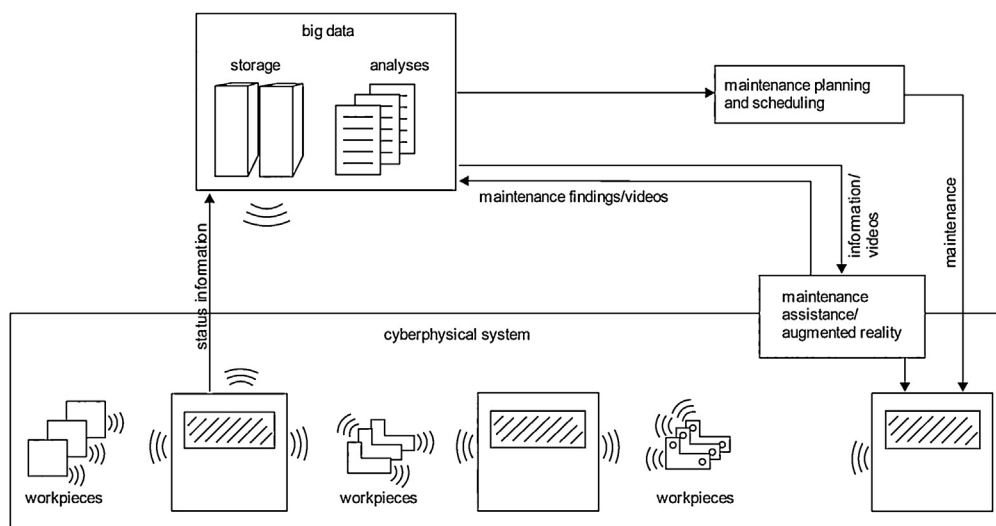 big data
storage
analyses
maintenance planning
and scheduling
maintenance findings/videos
information/
videos
maintenance
status information
maintenance
assistance/
augmented reality
cyberphysical system
workpieces
workpieces
workpieces